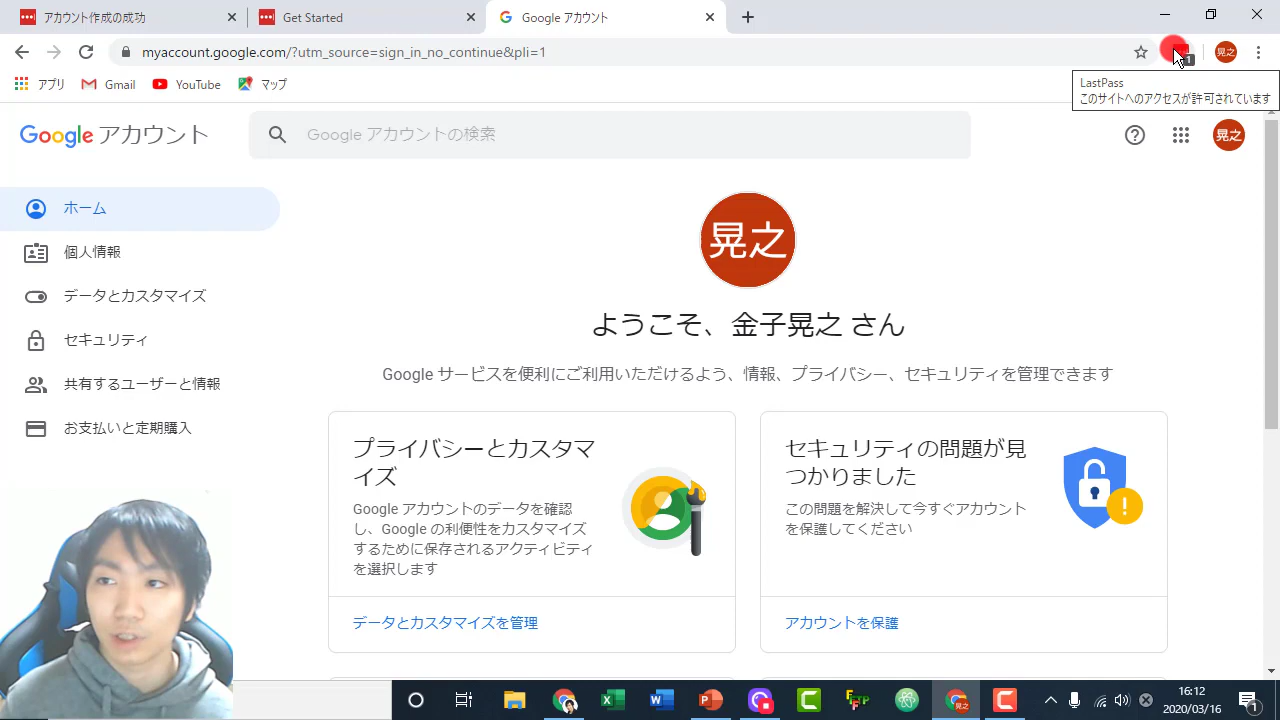 アカウント作成の成功
Get Started
Google アカウント
myaccount.google.com/?utm_source=sign_in_no_continue&pli=1
1
晃之
アプリ
Gmail
YouTube
マップ
LastPass
このサイトへのアクセスが許可されています
Google アカウント
Google アカウントの検索
晃之
ホーム
個人情報
データとカスタマイズ
セキュリティ
共有するユーザーと情報
お支払いと定期購入
晃之
ようこそ、金子晃之 さん
Google サービスを便利にご利用いただけるよう、情報、プライバシー、セキュリティを管理できます
プライバシーとカスタマ
イズ
Google アカウントのデータを確認
し、Google の利便性をカスタマイズ
するために保存されるアクティビティ
を選択します
データとカスタマイズを管理
セキュリティの問題が見
つかりました
この問題を解決して今すぐアカウント
を保護してください
アカウントを保護
16:12
2020/03/16
1